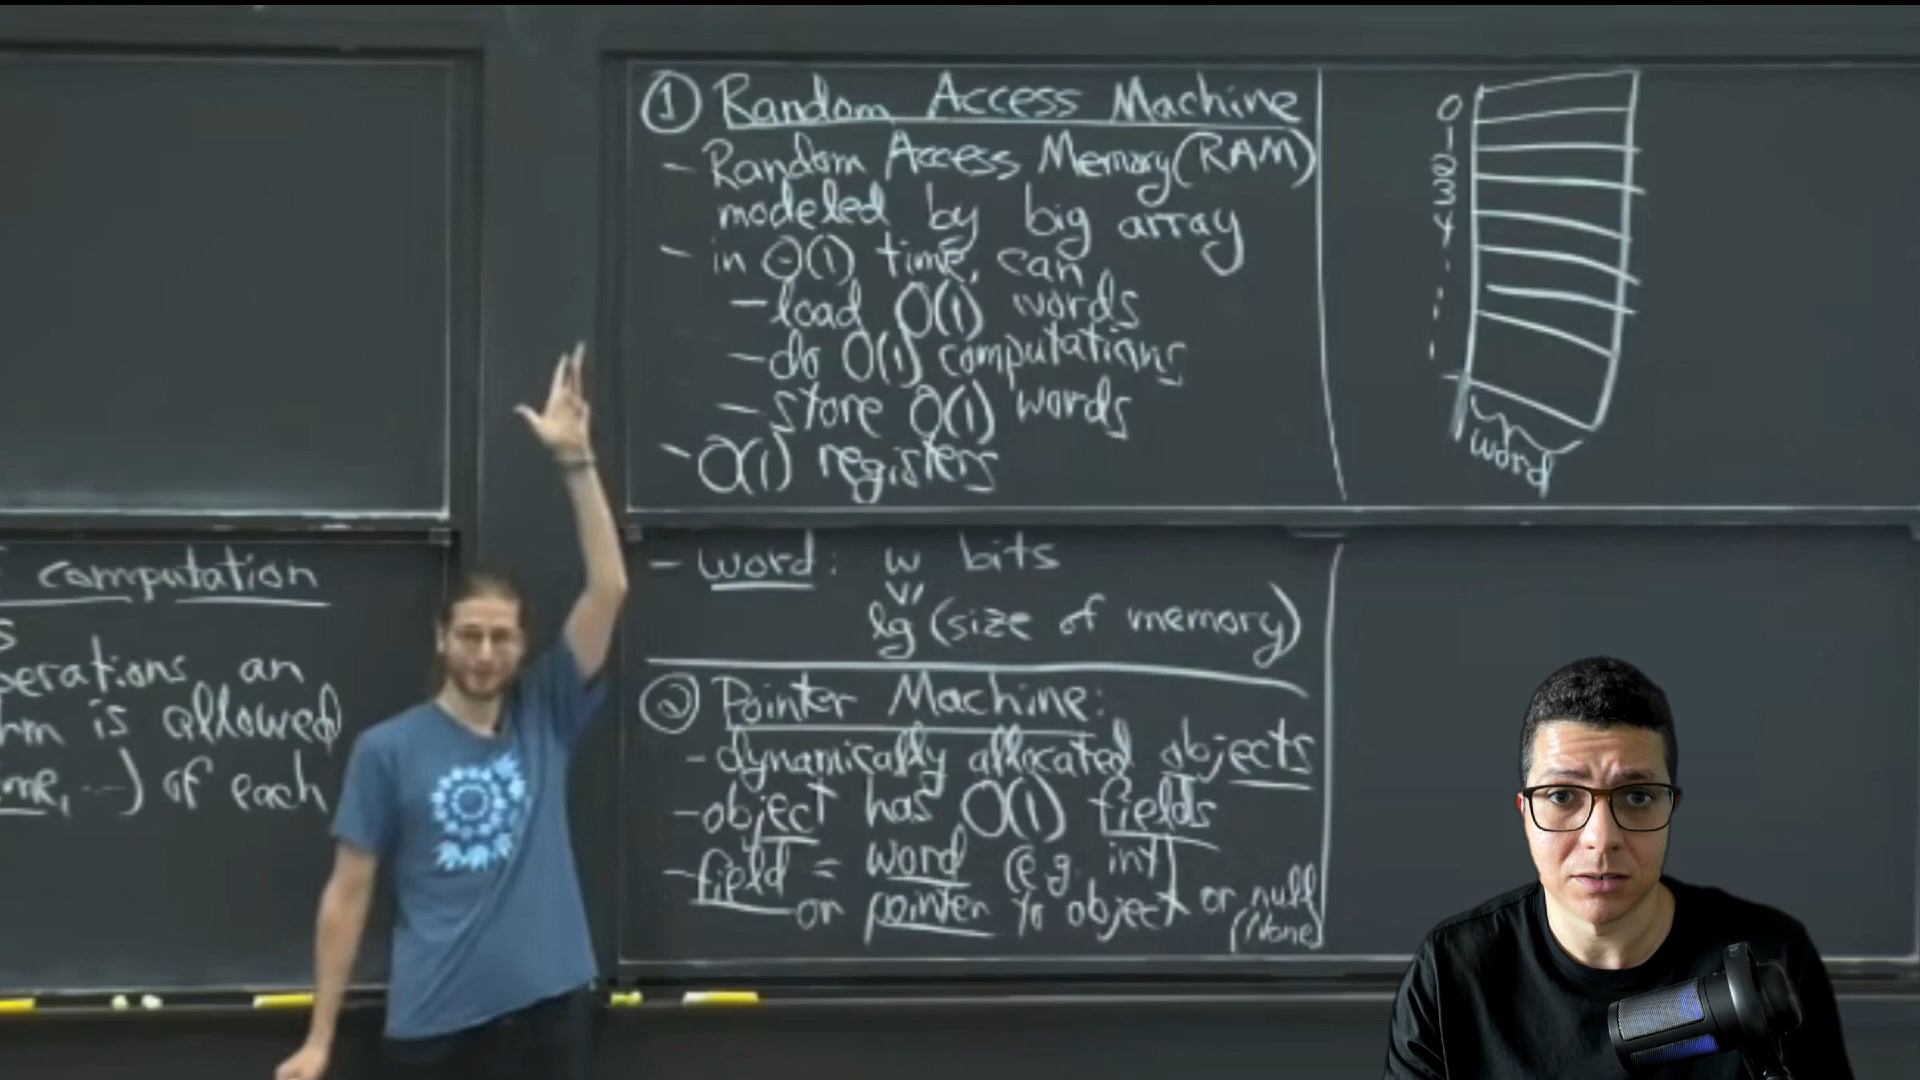 ① Random Access Machine
- Random Access Memory (RAM)
modeled by big array
- in Θ(1) time, can
- load O(1) words
- do O(1) computations
- store O(1) words
- O(1) registers
0
1
2
3
4
word
computation
perations an
hm is allowed
me, ...) of each
- word: w bits
lg (size of memory)
② Pointer Machine:
- dynamically allocated objects
- object has O(1) fields
- field = word (e.g. int)
or pointer to object or null
(None)